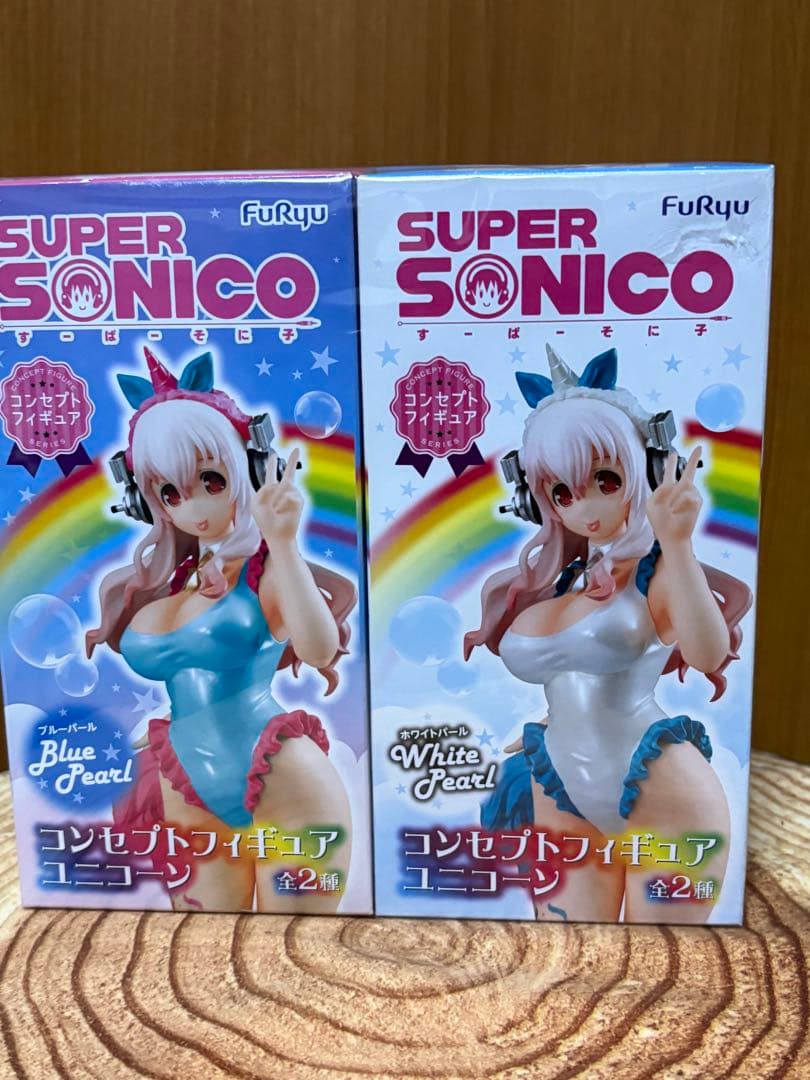 FuRyu
SUPER
SONICO
すーぱーそに子
CONCEPT FIGURE
コンセプト
フィギュア
SERIES
ブルーパール
Blue
Pearl
コンセプトフィギュア
ユニコーン
全2種
FuRyu
SUPER
SONICO
すーぱーそに子
CONCEPT FIGURE
コンセプト
フィギュア
SERIES
ホワイトパール
White
Pearl
コンセプトフィギュア
ユニコーン
全2種